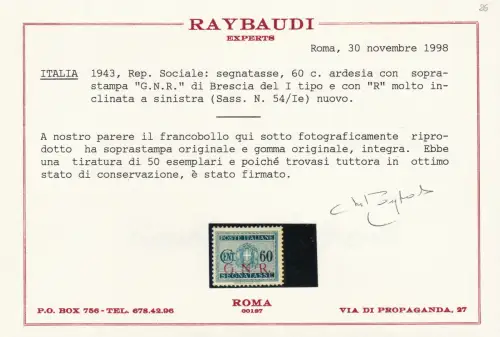 26
RAYBAUDI
EXPERTS
Roma, 30 novembre 1998
ITALIA 1943, Rep. Sociale: segnatasse, 60 c. ardesia con sopra-
stampa "G.N.R." di Brescia del I tipo e con "R" molto in-
clinata a sinistra (Sass. N. 54/Ie) nuovo.
A nostro parere il francobollo qui sotto fotograficamente ripro-
dotto ha soprastampa originale e gomma originale, integra. Ebbe
una tiratura di 50 esemplari e poiché trovasi tuttora in ottimo
stato di conservazione, è stato firmato.
POSTE ITALIANE
CENT. 60
G.N.R.
SEGNATASSE
ROMA
00187
P.O. BOX 756 - TEL. 678.42.96
VIA DI PROPAGANDA, 27